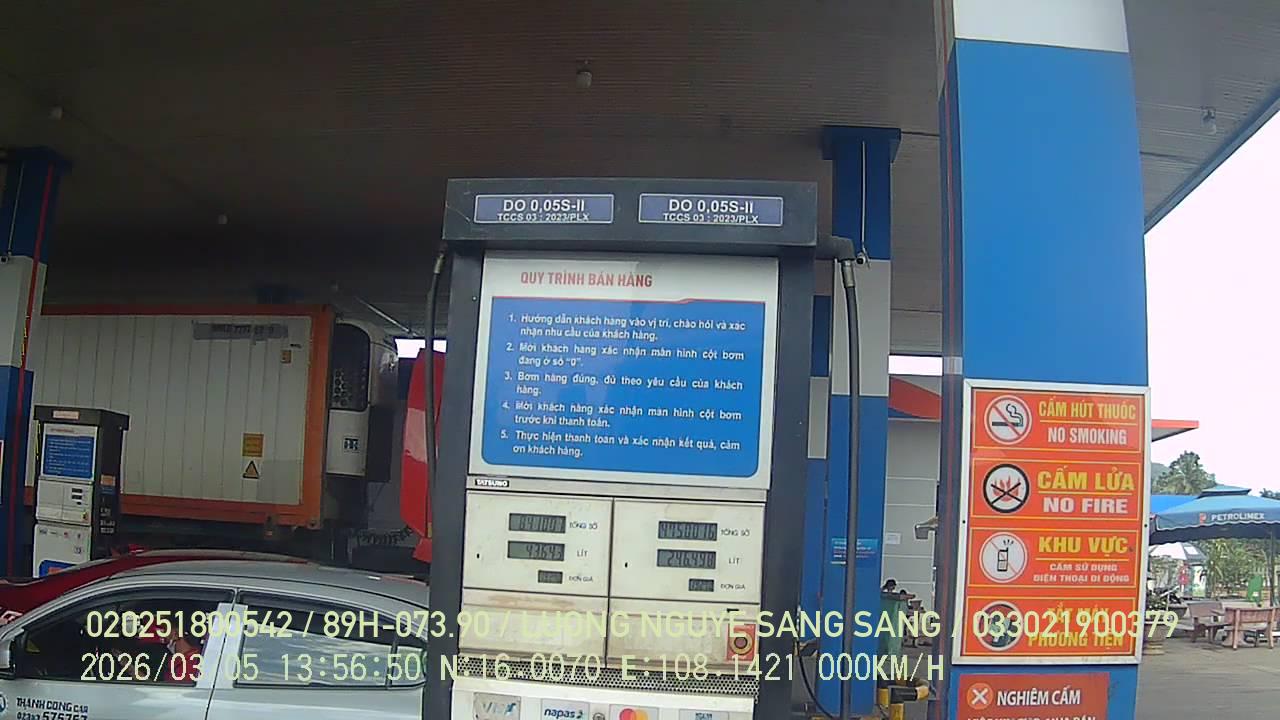 DO 0,05S-II
TCCS 03 : 2023/PLX
DO 0,05S-II
TCCS 03 : 2023/PLX
QUY TRÌNH BÁN HÀNG
1. Hướng dẫn khách hàng vào vị trí, chào hỏi và xác
nhận nhu cầu của khách hàng.
2. Mời khách hàng xác nhận màn hình cột bơm
đang ở số "0".
3. Bơm hàng đúng, đủ theo yêu cầu của khách
hàng.
4. Mời khách hàng xác nhận màn hình cột bơm
trước khi thanh toán.
5. Thực hiện thanh toán và xác nhận kết quả, cảm
ơn khách hàng.
TATSUNO
TỔNG SỐ
LÍT
ĐƠN GIÁ
TỔNG SỐ
LÍT
ĐƠN GIÁ
VISA
napas
CẤM HÚT THUỐC
NO SMOKING
CẤM LỬA
NO FIRE
KHU VỰC
CẤM SỬ DỤNG
ĐIỆN THOẠI DI ĐỘNG
TẮT MÁY
PHƯƠNG TIỆN
NGHIÊM CẤM
PETROLIMEX
THANH CONG CAR
020251800542 / 89H-073.90 / LUONG NGUYE SANG SANG / 033021900379
2026/03/05 13:56:50 N:16.0070 E:108.1421 000KM/H